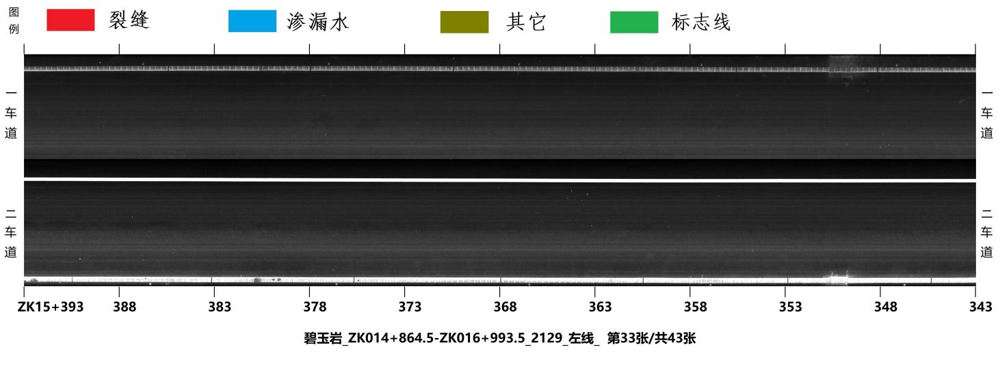 图例
裂缝 渗漏水 其它 标志线
一车道 一车道
二车道 二车道
ZK15+393 388 383 378 373 368 363 358 353 348 343
碧玉岩_ZK014+864.5-ZK016+993.5_2129_左线_ 第33张/共43张